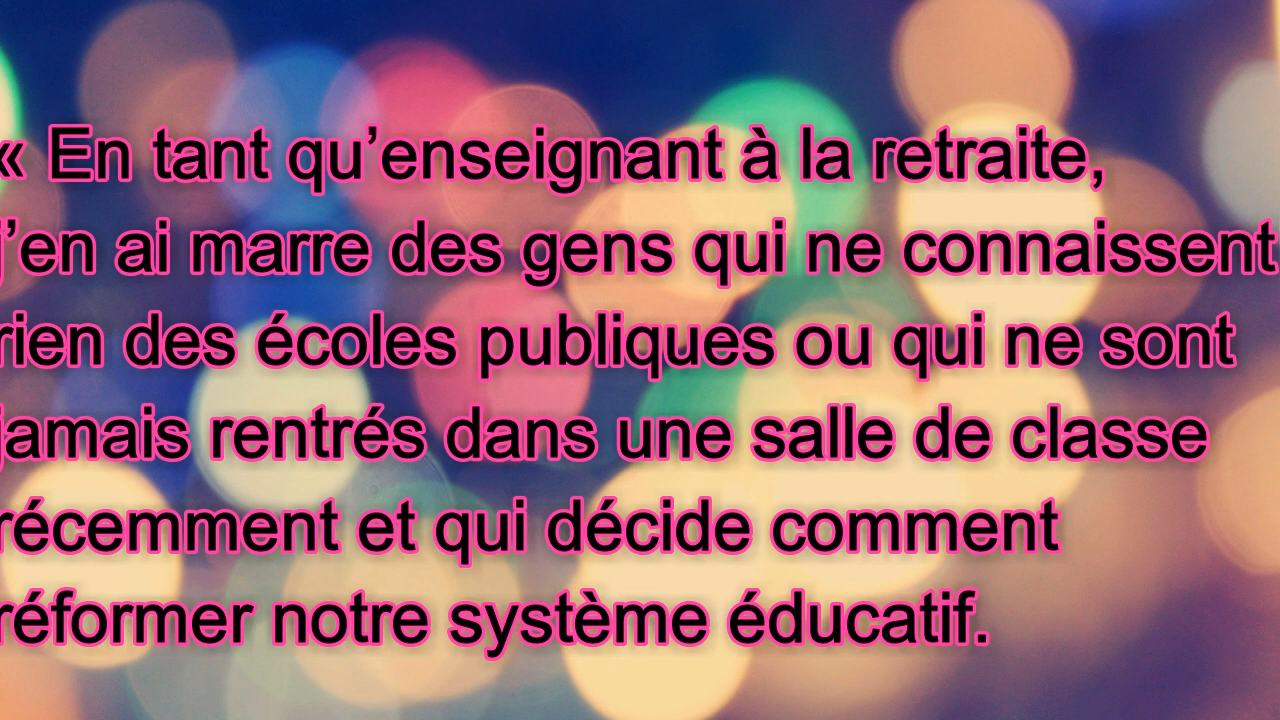 « En tant qu’enseignant à la retraite,
j’en ai marre des gens qui ne connaissent
rien des écoles publiques ou qui ne sont
jamais rentrés dans une salle de classe
récemment et qui décide comment
réformer notre système éducatif.